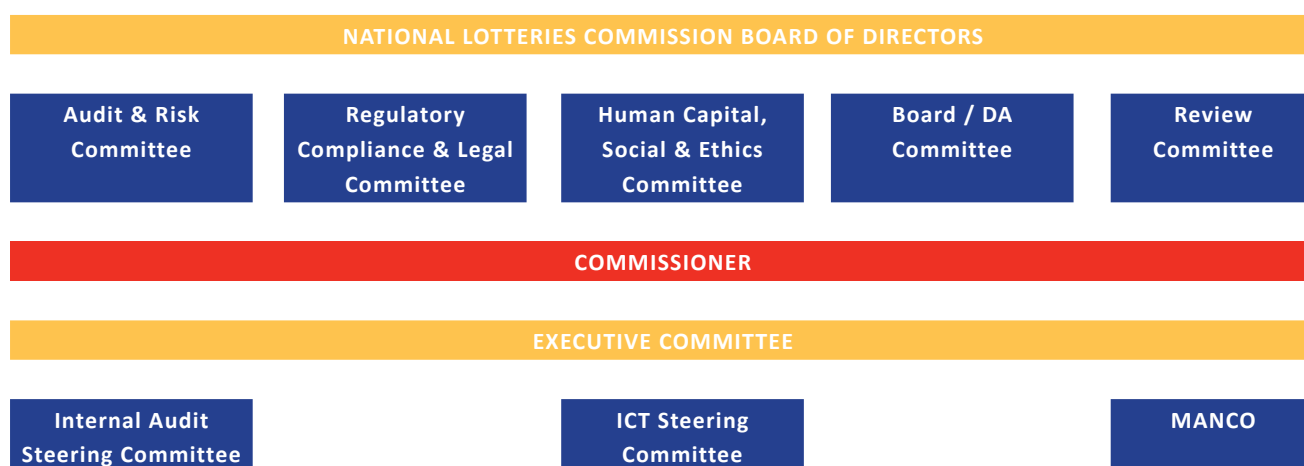 NATIONAL LOTTERIES COMMISSION BOARD OF DIRECTORS
Audit & Risk
Committee
Regulatory
Compliance & Legal
Committee
Human Capital,
Social & Ethics
Committee
Board / DA
Committee
Review
Committee
COMMISSIONER
EXECUTIVE COMMITTEE
Internal Audit
Steering Committee
ICT Steering
Committee
MANCO